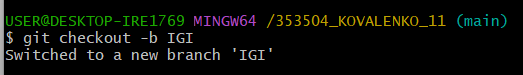 USER@DESKTOP-IRE1769 MINGW64 /353504_KOVALENKO_11 (main)
$ git checkout -b IGI
Switched to a new branch 'IGI'